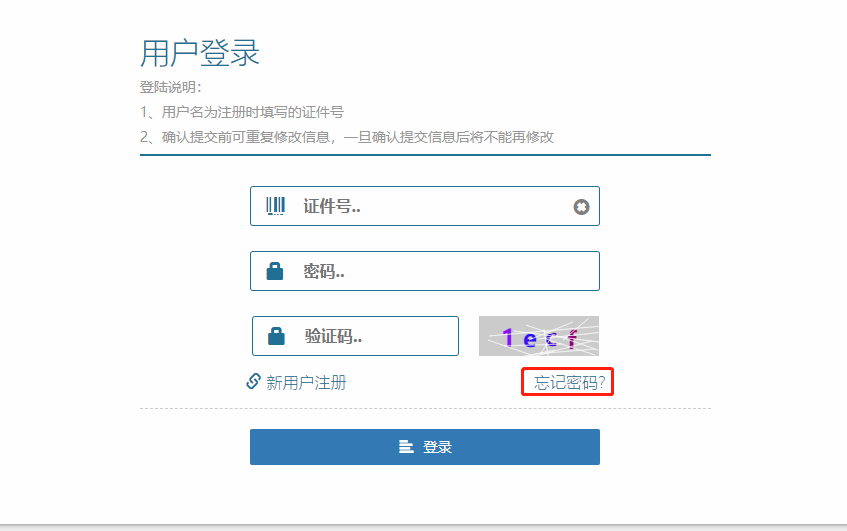 用户登录
登陆说明：
1、用户名为注册时填写的证件号
2、确认提交前可重复修改信息，一旦确认提交信息后将不能再修改
证件号..
密码..
验证码.. 1ecf
新用户注册 忘记密码?
登录